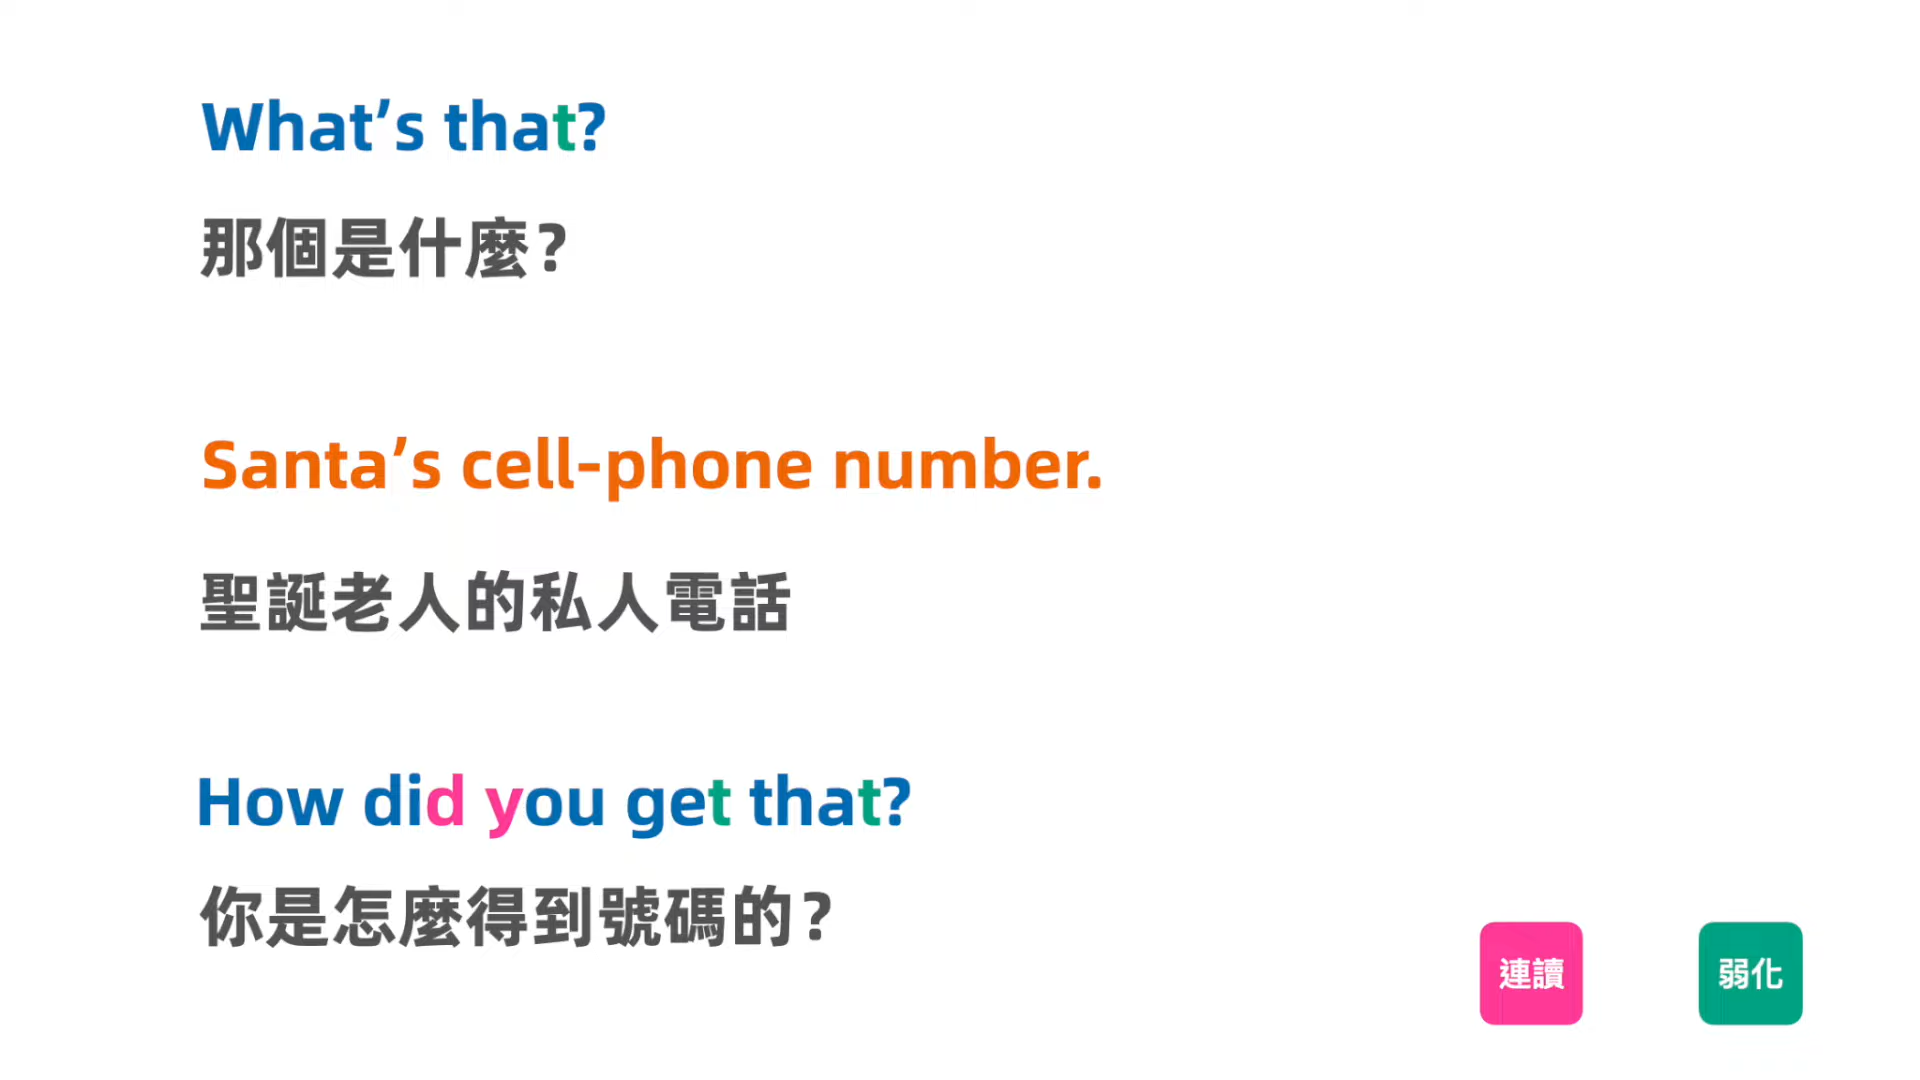 What’s that?
那個是什麼？
Santa’s cell-phone number.
聖誕老人的私人電話
How did you get that?
你是怎麼得到號碼的？
連讀
弱化